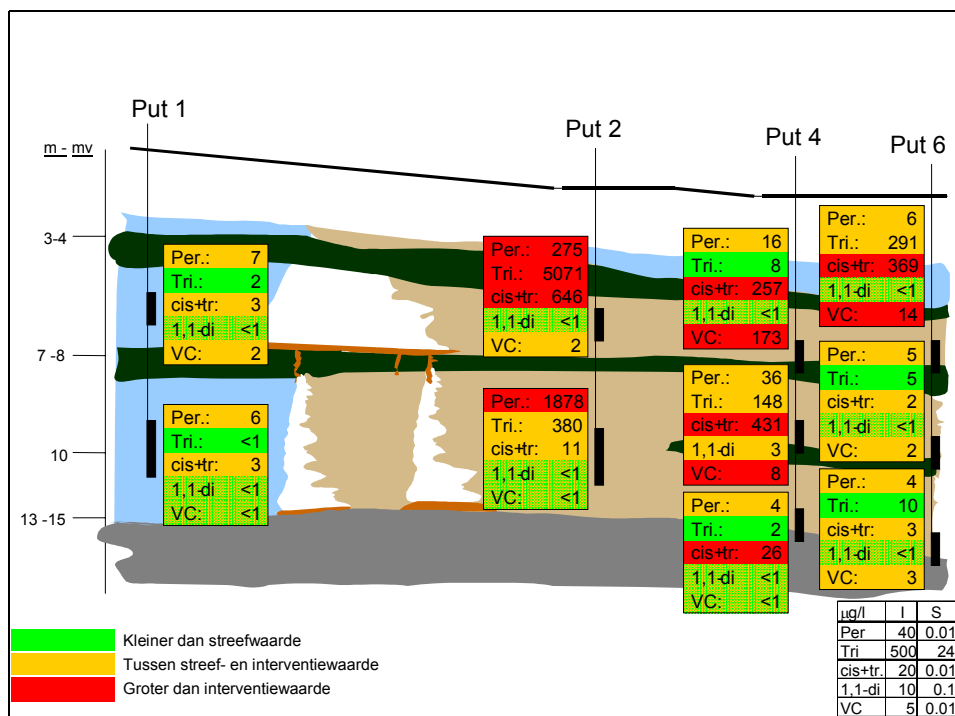 Put 1
Put 2
Put 4
Put 6
m - mv
3-4
7 -8
10
13 -15
Per.: 7
Tri.: 2
cis+tr: 3
1,1-di <1
VC: 2
Per.: 6
Tri.: <1
cis+tr: 3
1,1-di <1
VC: <1
Per.: 275
Tri.: 5071
cis+tr: 646
1,1-di <1
VC: 2
Per.: 1878
Tri.: 380
cis+tr: 11
1,1-di <1
VC: <1
Per.: 16
Tri.: 8
cis+tr: 257
1,1-di <1
VC: 173
Per.: 36
Tri.: 148
cis+tr: 431
1,1-di 3
VC: 8
Per.: 4
Tri.: 2
cis+tr: 26
1,1-di <1
VC: <1
Per.: 6
Tri.: 291
cis+tr: 369
1,1-di <1
VC: 14
Per.: 5
Tri.: 5
cis+tr: 2
1,1-di <1
VC: 2
Per.: 4
Tri.: 10
cis+tr: 3
1,1-di <1
VC: 3
Kleiner dan streefwaarde
Tussen streef- en interventiewaarde
Groter dan interventiewaarde
µg/l I S
Per 40 0.01
Tri 500 24
cis+tr. 20 0.01
1,1-di 10 0.1
VC 5 0.01